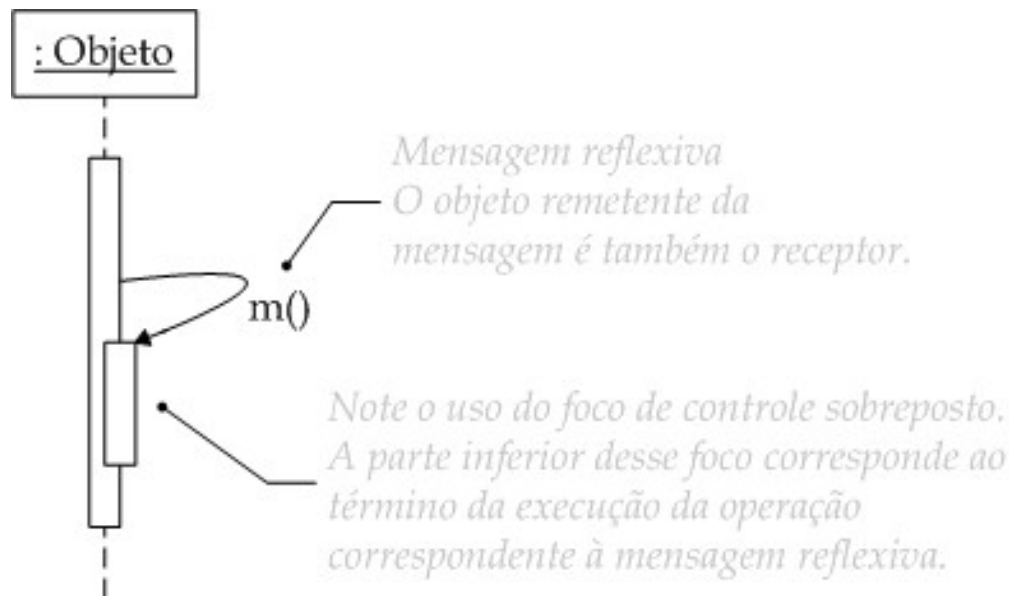 : Objeto
Mensagem reflexiva
O objeto remetente da
mensagem é também o receptor.
m()
Note o uso do foco de controle sobreposto.
A parte inferior desse foco corresponde ao
término da execução da operação
correspondente à mensagem reflexiva.